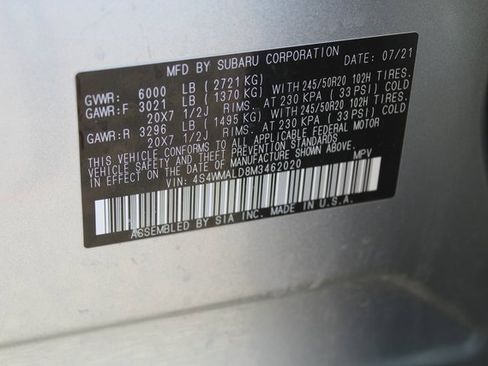 MFD BY SUBARU CORPORATION DATE: 07/21
GVWR: 6000 LB ( 2721 KG)
GAWR:F 3021 LB ( 1370 KG)WITH 245/50R20 102H TIRES.
20X7 1/2J RIMS. AT 230 KPA ( 33 PSI) COLD
GAWR:R 3296 LB ( 1495 KG)WITH 245/50R20 102H TIRES.
20X7 1/2J RIMS. AT 230 KPA ( 33 PSI) COLD
THIS VEHICLE CONFORMS TO ALL APPLICABLE FEDERAL MOTOR
VEHICLE SAFETY AND THEFT PREVENTION STANDARDS
IN EFFECT ON THE DATE OF MANUFACTURE SHOWN ABOVE.
VIN: 4S4WMALD8M3462020 MPV
ASSEMBLED BY SIA INC. MADE IN U.S.A.